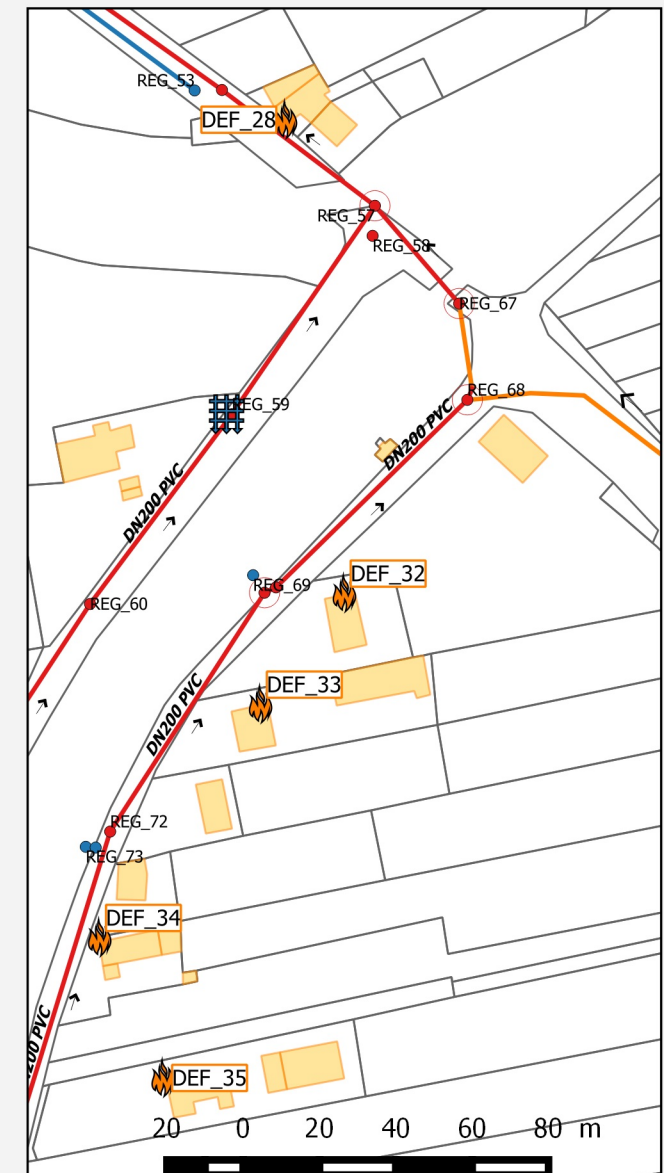 REG_53
DEF_28
REG_57
REG_58
REG_67
REG_68
REG_59
DN200 PVC
DN200 PVC
REG_60
REG_69
DEF_32
DEF_33
DN200 PVC
REG_72
REG_73
DEF_34
200 PVC
DEF_35
20 0 20 40 60 80 m